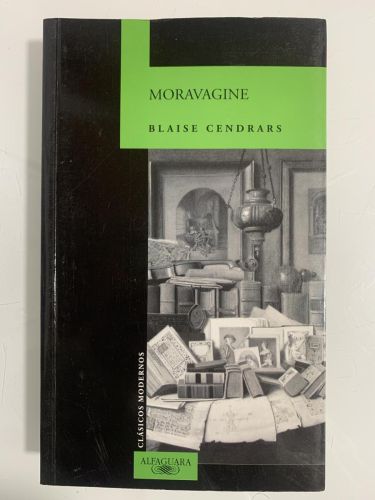 MORAVAGINE
BLAISE CENDRARS
CLÁSICOS MODERNOS
ALFAGUARA